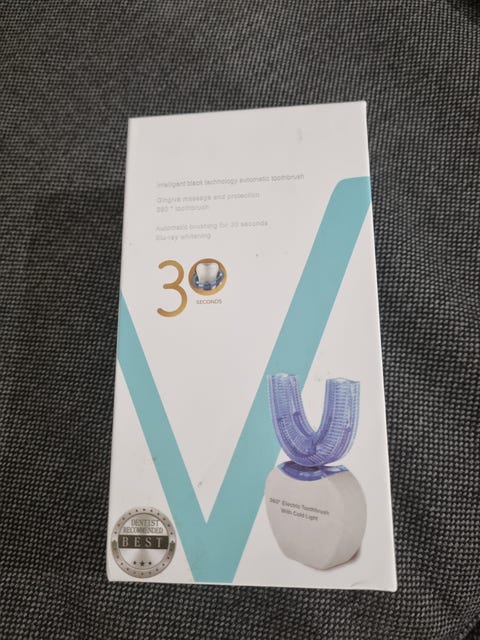 Intelligent black technology automatic toothbrush
Gingiva massage and protection
360 ° toothbrush
Automatic brushing for 30 seconds
Blu-ray whitening
30
SECONDS
360° Electric Toothbrush
With Cold Light
DENTIST
RECOMMENDED
BEST